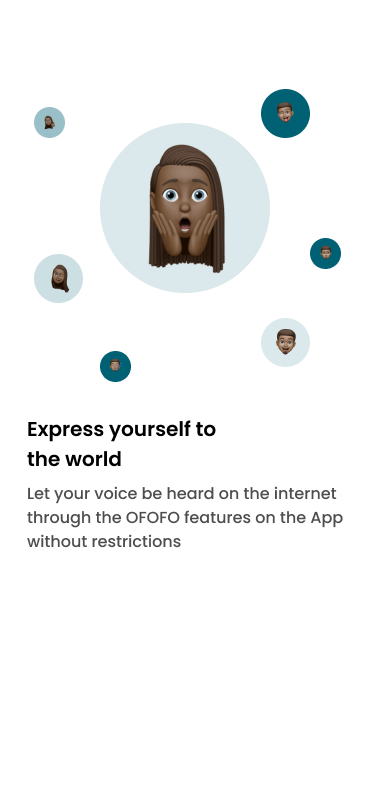 Express yourself to
the world
Let your voice be heard on the internet
through the OFOFO features on the App
without restrictions